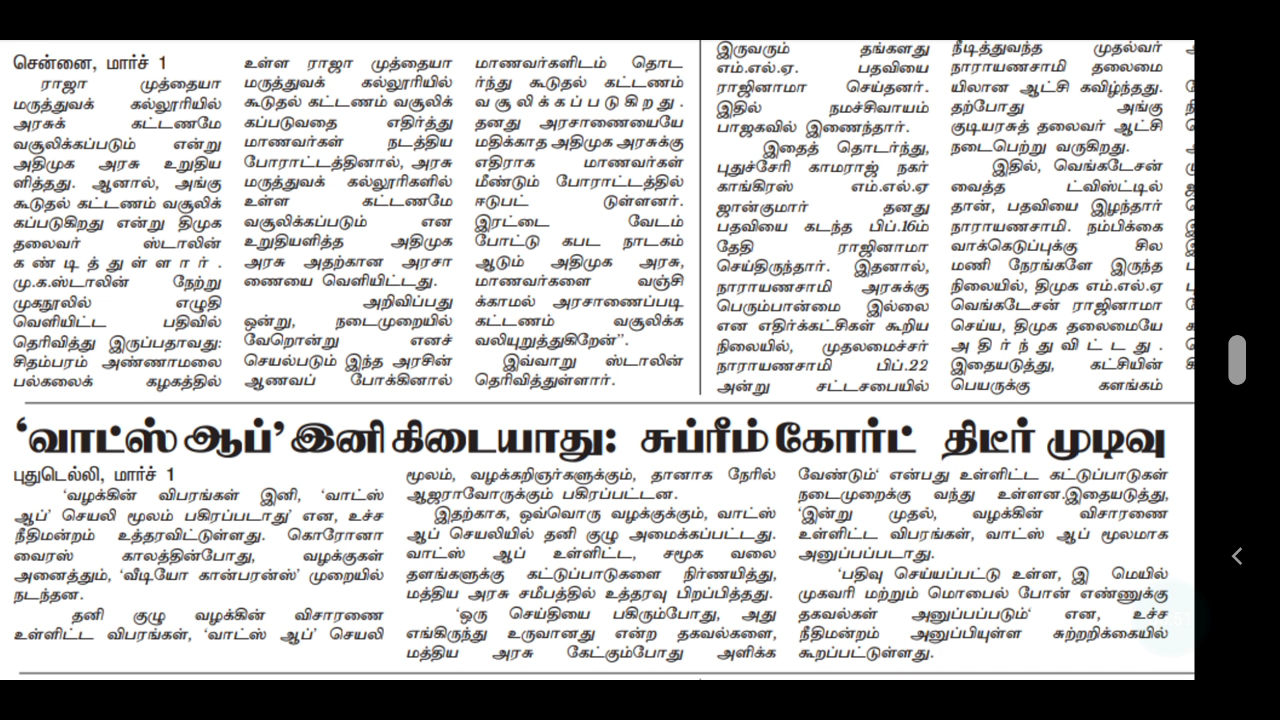 சென்னை, மார்ச் 1
ராஜா முத்தையா
மருத்துவக் கல்லூரியில்
அரசுக் கட்டணமே
வசூலிக்கப்படும் என்று
அதிமுக அரசு உறுதிய
ளித்தது. ஆனால், அங்கு
கூடுதல் கட்டணம் வசூலிக்
கப்படுகிறது என்று திமுக
தலைவர் ஸ்டாலின்
கண்டித்துள்ளார்.
மு.க.ஸ்டாலின் நேற்று
முகநூலில் எழுதி
வெளியிட்ட பதிவில்
தெரிவித்து இருப்பதாவது:
சிதம்பரம் அண்ணாமலை
பல்கலைக் கழகத்தில்
உள்ள ராஜா முத்தையா
மருத்துவக் கல்லூரியில்
கூடுதல் கட்டணம் வசூலிக்
கப்படுவதை எதிர்த்து
மாணவர்கள் நடத்திய
போராட்டத்தினால், அரசு
மருத்துவக் கல்லூரிகளில்
உள்ள கட்டணமே
வசூலிக்கப்படும் என
உறுதியளித்த அதிமுக
அரசு அதற்கான அரசா
ணையை வெளியிட்டது.
அறிவிப்பது
ஒன்று, நடைமுறையில்
வேறொன்று எனச்
செயல்படும் இந்த அரசின்
ஆணவப் போக்கினால்
மாணவர்களிடம் தொட
ர்ந்து கூடுதல் கட்டணம்
வசூலிக்கப்படுகிறது.
தனது அரசாணையையே
மதிக்காத அதிமுக அரசுக்கு
எதிராக மாணவர்கள்
மீண்டும் போராட்டத்தில்
ஈடுபட் டுள்ளனர்.
இரட்டை வேடம்
போட்டு கபட நாடகம்
ஆடும் அதிமுக அரசு,
மாணவர்களை வஞ்சி
க்காமல் அரசாணைப்படி
கட்டணம் வசூலிக்க
வலியுறுத்துகிறேன்”.
இவ்வாறு ஸ்டாலின்
தெரிவித்துள்ளார்.
இருவரும் தங்களது
எம்.எல்.ஏ. பதவியை
ராஜினாமா செய்தனர்.
இதில் நமச்சிவாயம்
பாஜகவில் இணைந்தார்.
இதைத் தொடர்ந்து,
புதுச்சேரி காமராஜ் நகர்
காங்கிரஸ் எம்.எல்.ஏ
ஜான்குமார் தனது
பதவியை கடந்த பிப்.16ம்
தேதி ராஜினாமா
செய்திருந்தார். இதனால்,
நாராயணசாமி அரசுக்கு
பெரும்பான்மை இல்லை
என எதிர்க்கட்சிகள் கூறிய
நிலையில், முதலமைச்சர்
நாராயணசாமி பிப்.22
அன்று சட்டசபையில்
நீடித்துவந்த முதல்வர்
நாராயணசாமி தலைமை
யிலான ஆட்சி கவிழ்ந்தது.
தற்போது அங்கு
குடியரசுத் தலைவர் ஆட்சி
நடைபெற்று வருகிறது.
இதில், வெங்கடேசன்
வைத்த ட்விஸ்ட்டில்
தான், பதவியை இழந்தார்
நாராயணசாமி. நம்பிக்கை
வாக்கெடுப்புக்கு சில
மணி நேரங்களே இருந்த
நிலையில், திமுக எம்.எல்.ஏ
வெங்கடேசன் ராஜினாமா
செய்ய, திமுக தலைமையே
அதிர்ந்துவிட்டது.
இதையடுத்து, கட்சியின்
பெயருக்கு களங்கம்
‘வாட்ஸ் ஆப்’ இனி கிடையாது: சுப்ரீம் கோர்ட் திடீர் முடிவு
புதுடெல்லி, மார்ச் 1
‘வழக்கின் விபரங்கள் இனி, ‘வாட்ஸ்
ஆப்’ செயலி மூலம் பகிரப்படாது’ என, உச்ச
நீதிமன்றம் உத்தரவிட்டுள்ளது. கொரோனா
வைரஸ் காலத்தின்போது, வழக்குகள்
அனைத்தும், ‘வீடியோ கான்பரன்ஸ்’ முறையில்
நடந்தன.
தனி குழு வழக்கின் விசாரணை
உள்ளிட்ட விபரங்கள், ‘வாட்ஸ் ஆப்’ செயலி
மூலம், வழக்கறிஞர்களுக்கும், தானாக நேரில்
ஆஜராவோருக்கும் பகிரப்பட்டன.
இதற்காக, ஒவ்வொரு வழக்குக்கும், வாட்ஸ்
ஆப் செயலியில் தனி குழு அமைக்கப்பட்டது.
வாட்ஸ் ஆப் உள்ளிட்ட, சமூக வலை
தளங்களுக்கு கட்டுப்பாடுகளை நிர்ணயித்து,
மத்திய அரசு சமீபத்தில் உத்தரவு பிறப்பித்தது.
‘ஒரு செய்தியை பகிரும்போது, அது
எங்கிருந்து உருவானது என்ற தகவல்களை,
மத்திய அரசு கேட்கும்போது அளிக்க
வேண்டும்‘ என்பது உள்ளிட்ட கட்டுப்பாடுகள்
நடைமுறைக்கு வந்து உள்ளன.இதையடுத்து,
‘இன்று முதல், வழக்கின் விசாரணை
உள்ளிட்ட விபரங்கள், வாட்ஸ் ஆப் மூலமாக
அனுப்பப்படாது.
‘பதிவு செய்யப்பட்டு உள்ள, இ மெயில்
முகவரி மற்றும் மொபைல் போன் எண்ணுக்கு
தகவல்கள் அனுப்பப்படும்‘ என, உச்ச
நீதிமன்றம் அனுப்பியுள்ள சுற்றறிக்கையில்
கூறப்பட்டுள்ளது.